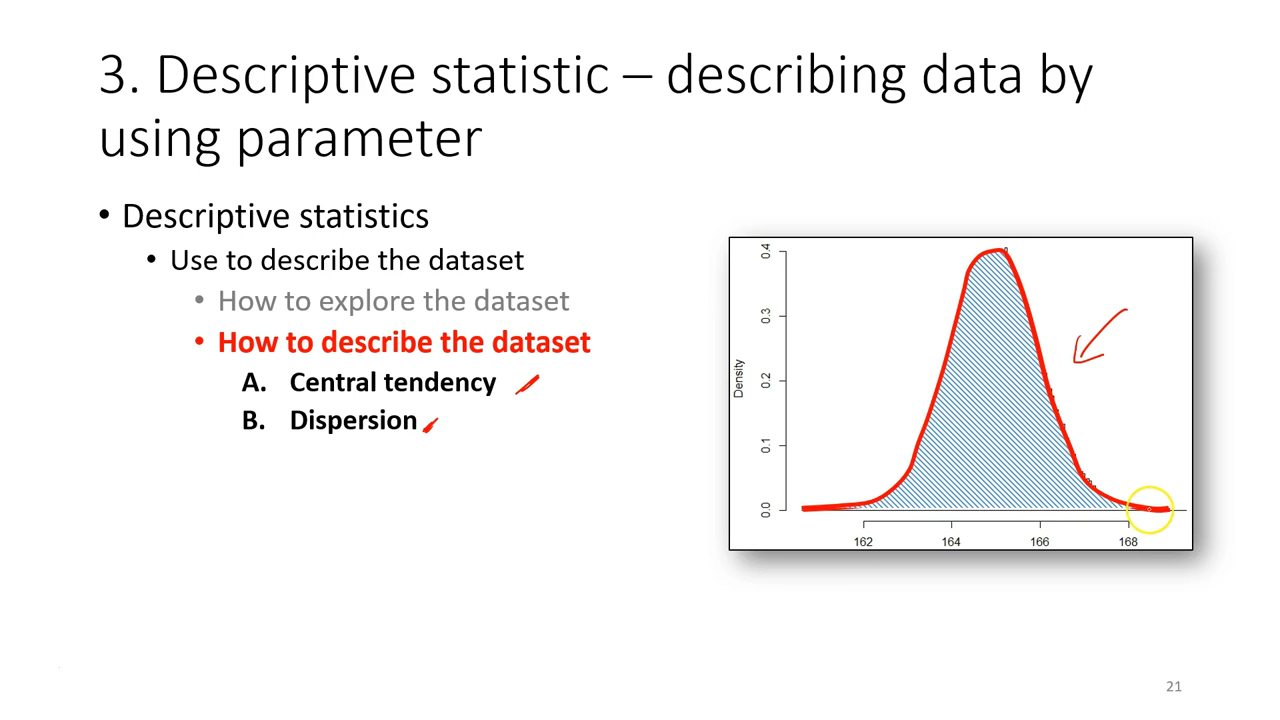 3. Descriptive statistic – describing data by
using parameter
• Descriptive statistics
• Use to describe the dataset
• How to explore the dataset
• How to describe the dataset
A. Central tendency
B. Dispersion
Density
0.4
0.3
0.2
0.1
0.0
162 164 166 168
21